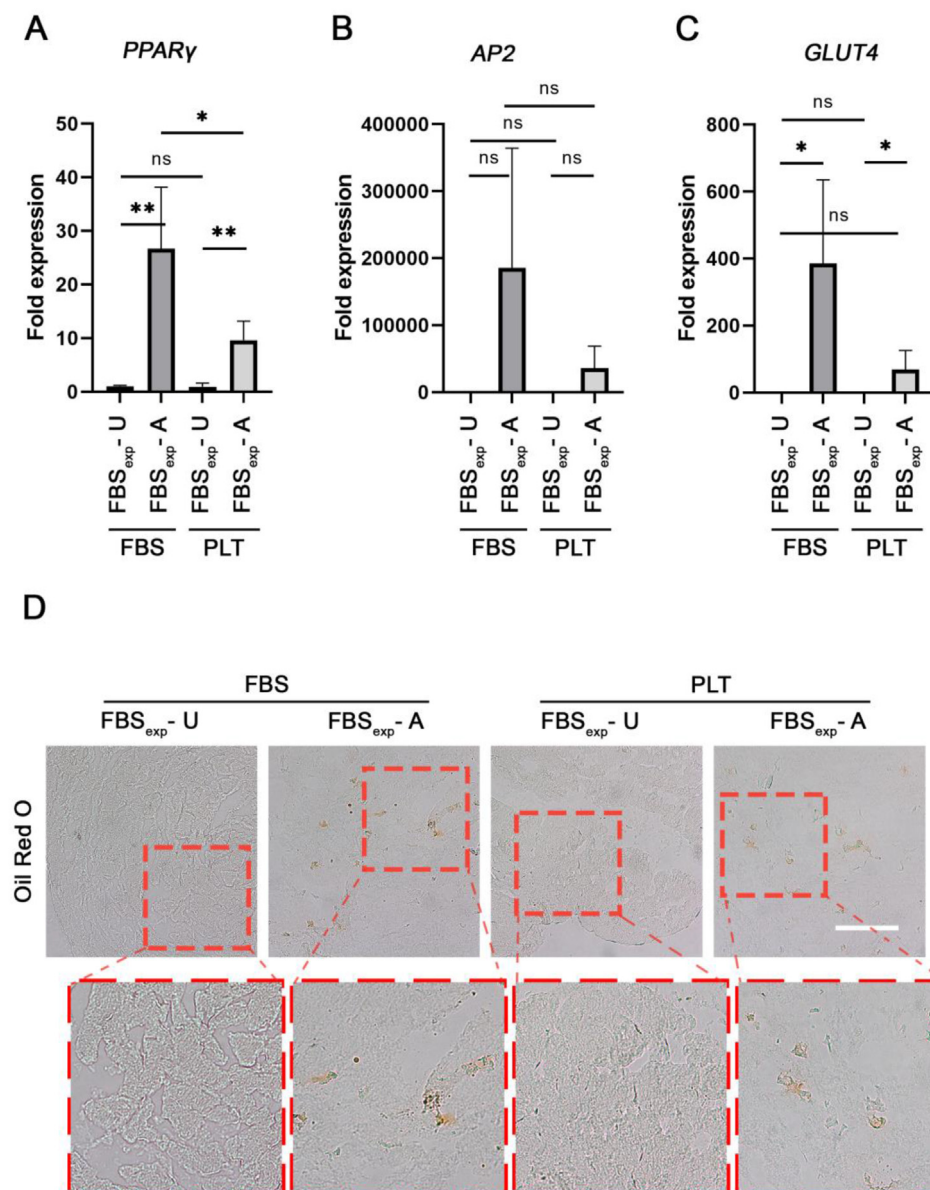 A
PPARγ
Fold expression
50
40
30
20
10
0
*
ns
**
**
FBSexp- U
FBSexp- A
FBSexp- U
FBSexp- A
FBS
PLT
B
AP2
Fold expression
400000
300000
200000
100000
0
ns
ns
ns
ns
FBSexp- U
FBSexp- A
FBSexp- U
FBSexp- A
FBS
PLT
C
GLUT4
Fold expression
800
600
400
200
0
ns
*
*
ns
FBSexp- U
FBSexp- A
FBSexp- U
FBSexp- A
FBS
PLT
D
FBS
PLT
FBSexp- U
FBSexp- A
FBSexp- U
FBSexp- A
Oil Red O